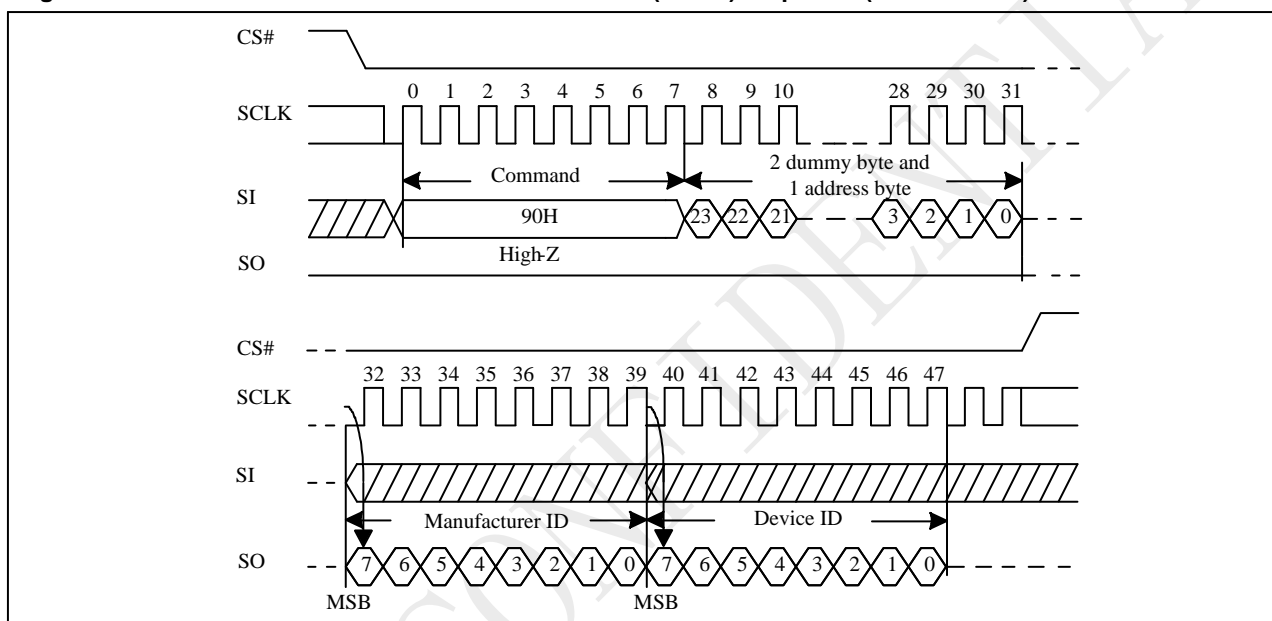 CS#
0 1 2 3 4 5 6 7 8 9 10 28 29 30 31
SCLK
Command
2 dummy byte and
1 address byte
SI
90H
23 22 21 3 2 1 0
High-Z
SO
CS#
32 33 34 35 36 37 38 39 40 41 42 43 44 45 46 47
SCLK
SI
Manufacturer ID
Device ID
SO
7 6 5 4 3 2 1 0 7 6 5 4 3 2 1 0
MSB
MSB